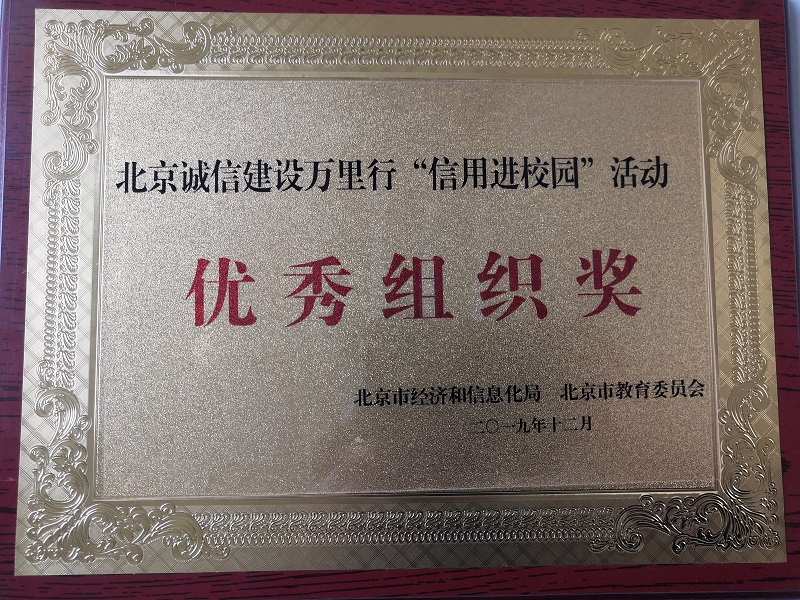 北京诚信建设万里行“信用进校园”活动
优秀组织奖
北京市经济和信息化局 北京市教育委员会
二〇一九年十二月